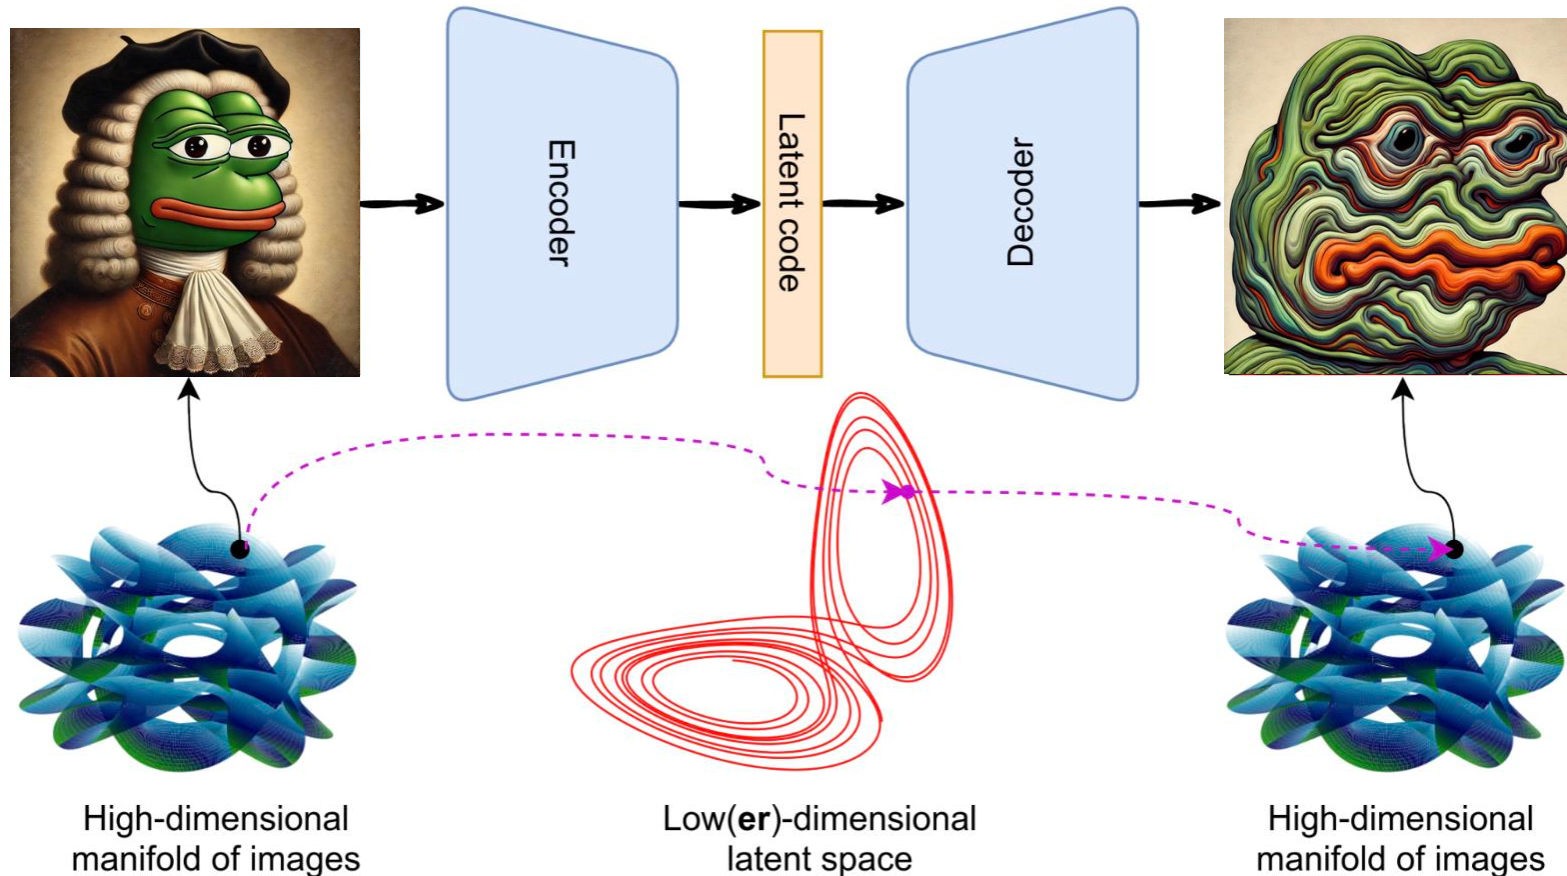 Encoder
Latent code
Decoder
High-dimensional
manifold of images
Low(er)-dimensional
latent space
High-dimensional
manifold of images